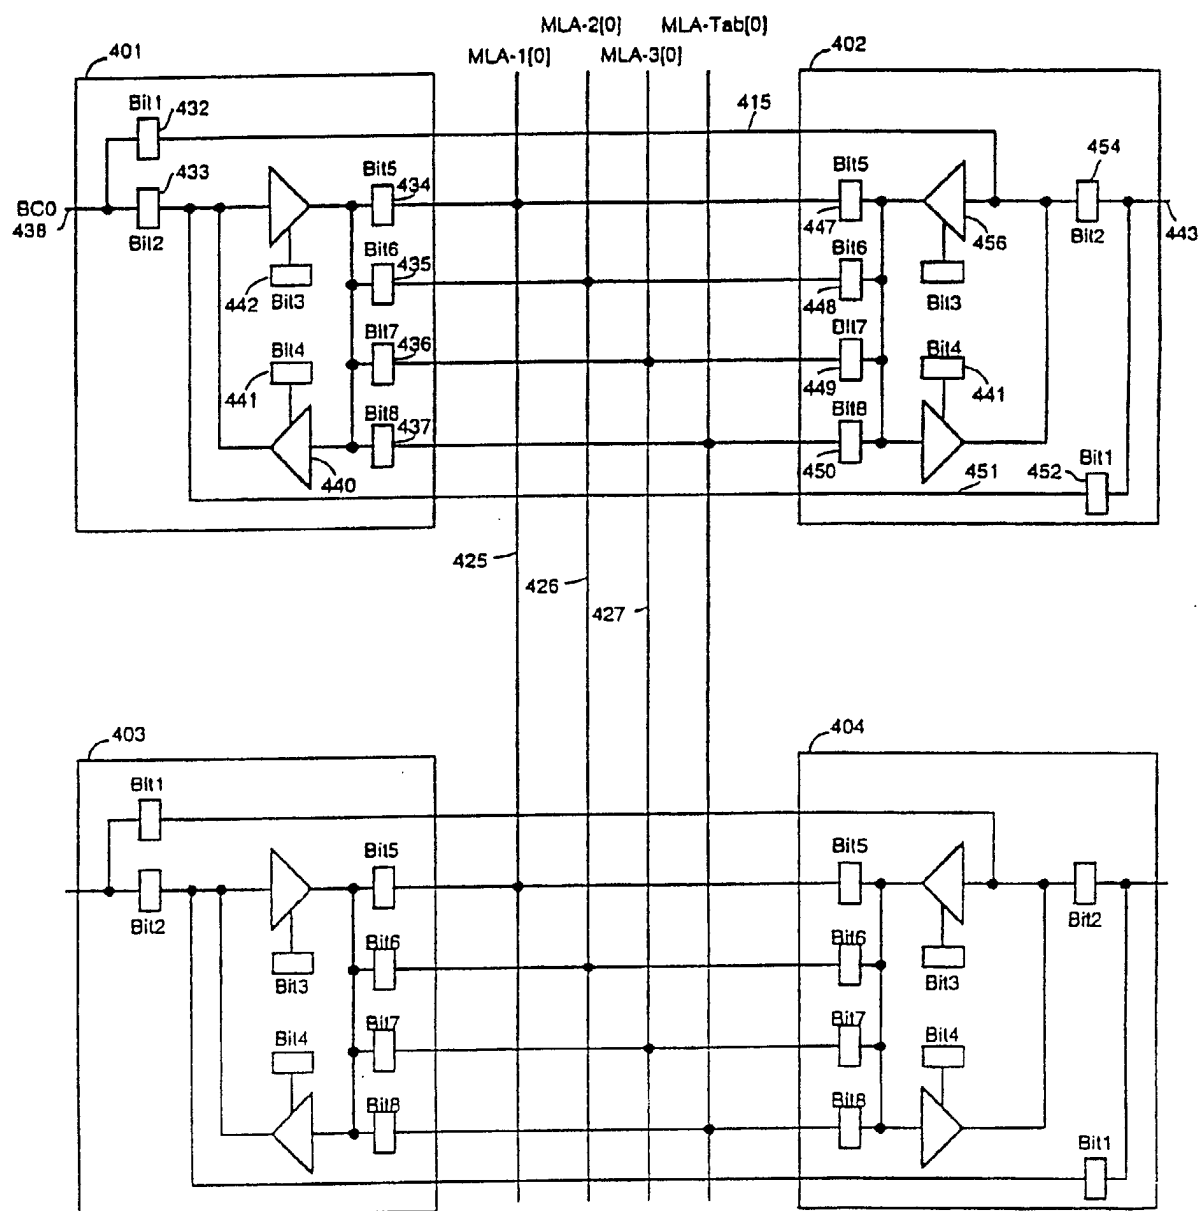 MLA-2[0] MLA-Tab[0]
MLA-1[0] MLA-3[0]
401
402
Bit1
432
415
433
454
Bit5
434
Bit5
BC0
438
Bit2
447
456
Bit2
443
Bit6
435
Bit6
442
Bit3
448
Bit3
Bit4
Bit7
436
Bit7
Bit4
441
449
441
Bit8
437
Bit8
440
450
451
452
Bit1
425
426
427
403
404
Bit1
Bit5
Bit5
Bit2
Bit2
Bit6
Bit6
Bit3
Bit3
Bit4
Bit7
Bit7
Bit4
Bit8
Bit8
Bit1